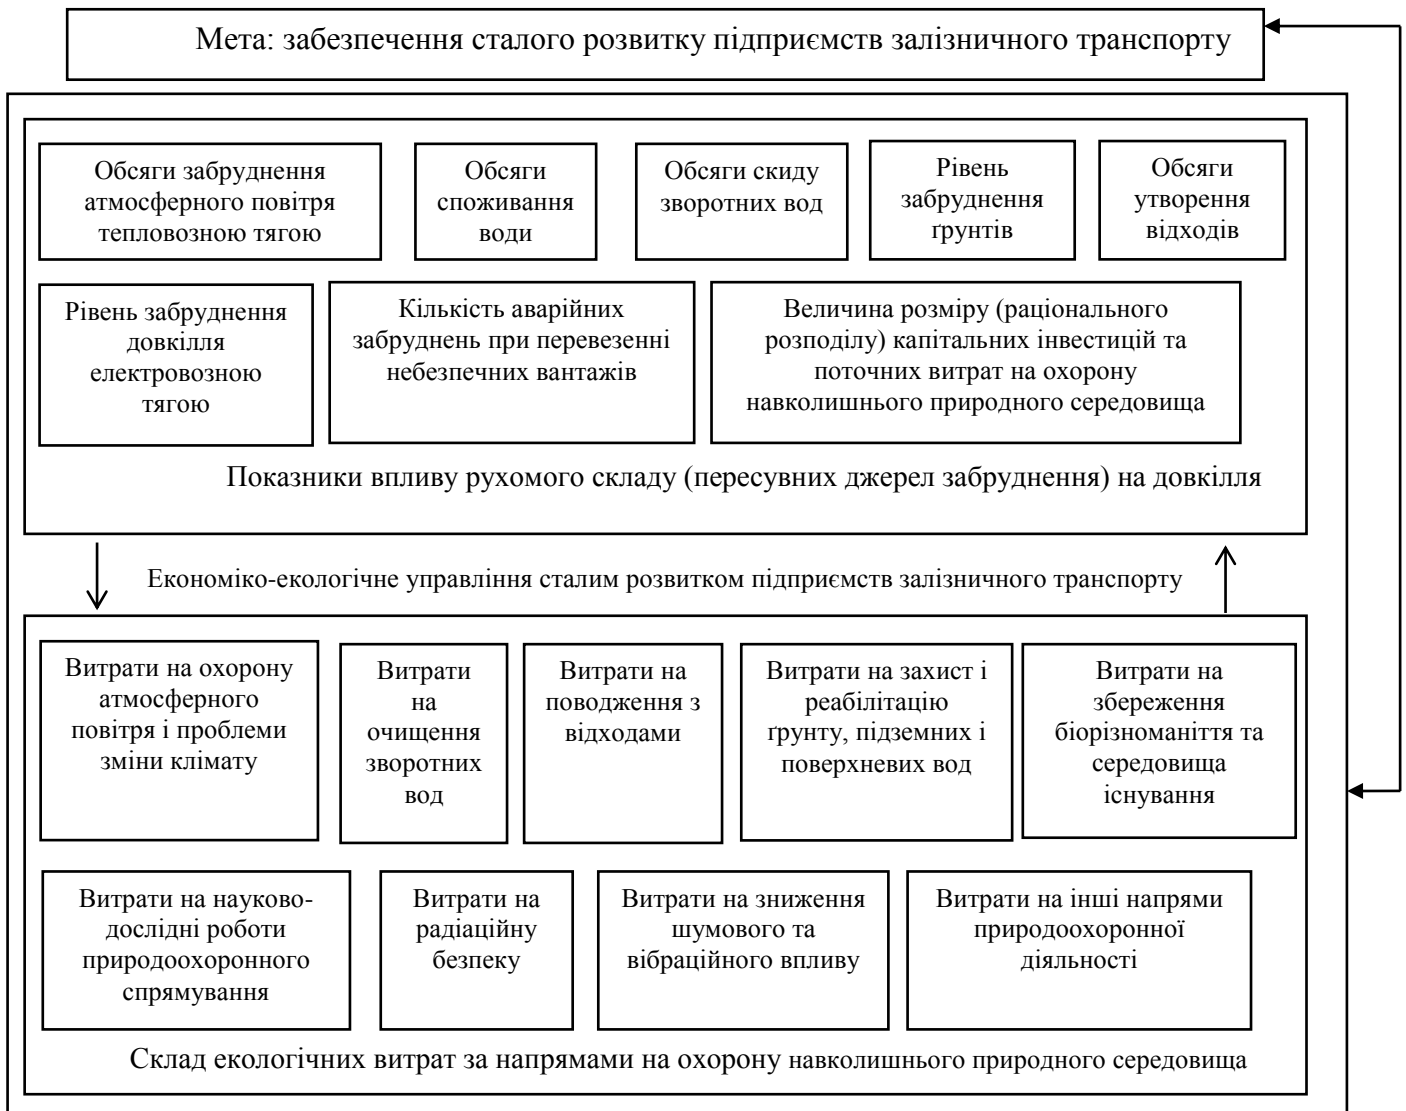 Мета: забезпечення сталого розвитку підприємств залізничного транспорту
Обсяги забруднення
атмосферного повітря
тепловозною тягою
Обсяги
споживання
води
Обсяги скиду
зворотних вод
Рівень
забруднення
ґрунтів
Обсяги
утворення
відходів
Рівень забруднення
довкілля
електровозною
тягою
Кількість аварійних
забруднень при перевезенні
небезпечних вантажів
Величина розміру (раціонального
розподілу) капітальних інвестицій та
поточних витрат на охорону
навколишнього природного середовища
Показники впливу рухомого складу (пересувних джерел забруднення) на довкілля
Економіко-екологічне управління сталим розвитком підприємств залізничного транспорту
Витрати на охорону
атмосферного
повітря і проблеми
зміни клімату
Витрати
на
очищення
зворотних
вод
Витрати на
поводження з
відходами
Витрати на захист і
реабілітацію
ґрунту, підземних і
поверхневих вод
Витрати на
збереження
біорізноманіття та
середовища
існування
Витрати на науково-
дослідні роботи
природоохоронного
спрямування
Витрати на
радіаційну
безпеку
Витрати на зниження
шумового та
вібраційного впливу
Витрати на інші напрями
природоохоронної
діяльності
Склад екологічних витрат за напрямами на охорону навколишнього природного середовища